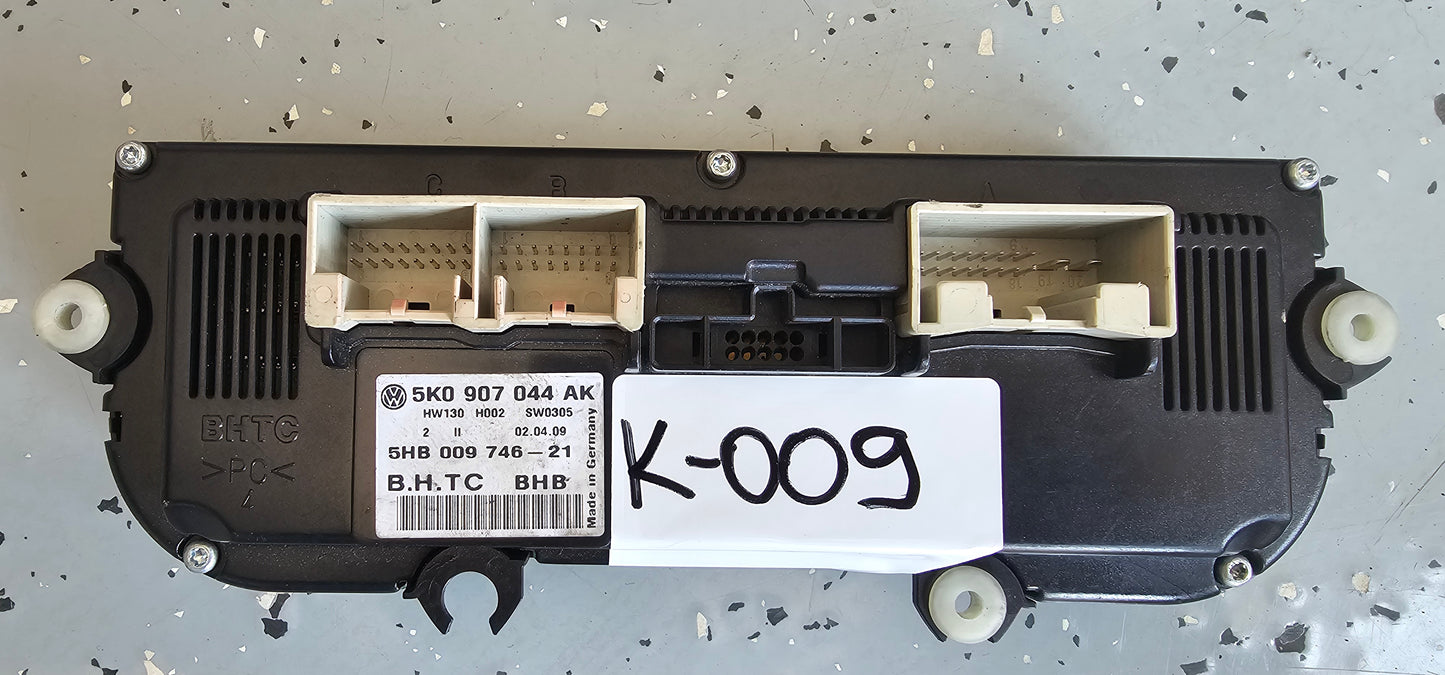 C B A
5K0 907 044 AK
HW130 H002 SW0305
2 II 02.04.09
5HB 009 746-21
B.H.TC BHB
Made in Germany
K-009
BHTC
>PC<
4